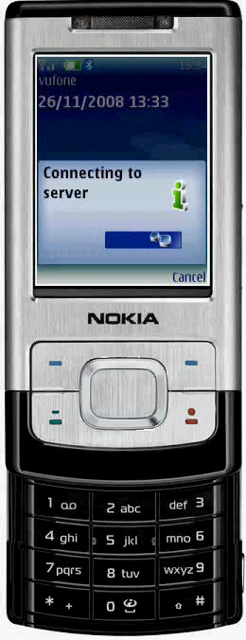 vufone
26/11/2008 13:33
Connecting to
server
Cancel
NOKIA
1
2 abc
def 3
4 ghi
5 jkl
mno 6
7 pqrs
8 tuv
wxyz 9
* +
0
#